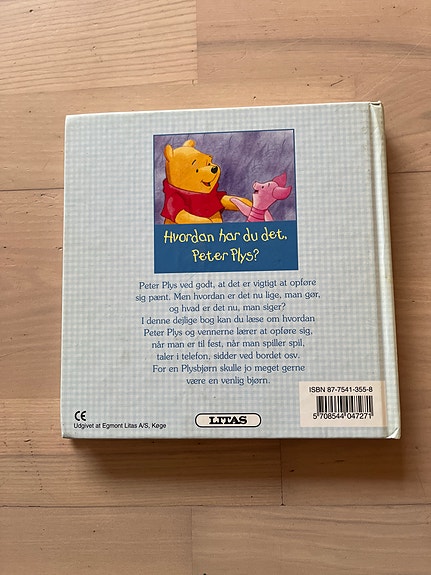 Hvordan har du det,
Peter Plys?
Peter Plys ved godt, at det er vigtigt at opføre
sig pænt. Men hvordan er det nu lige, man gør,
og hvad er det nu, man siger?
I denne dejlige bog kan du læse om hvordan
Peter Plys og vennerne lærer at opføre sig,
når man er til fest, når man spiller spil,
taler i telefon, sidder ved bordet osv.
For en Plysbjørn skulle jo meget gerne
være en venlig bjørn.
ISBN 87-7541-355-8
5 708544 047271
CE
Udgivet af Egmont Litas A/S, Køge
LITAS